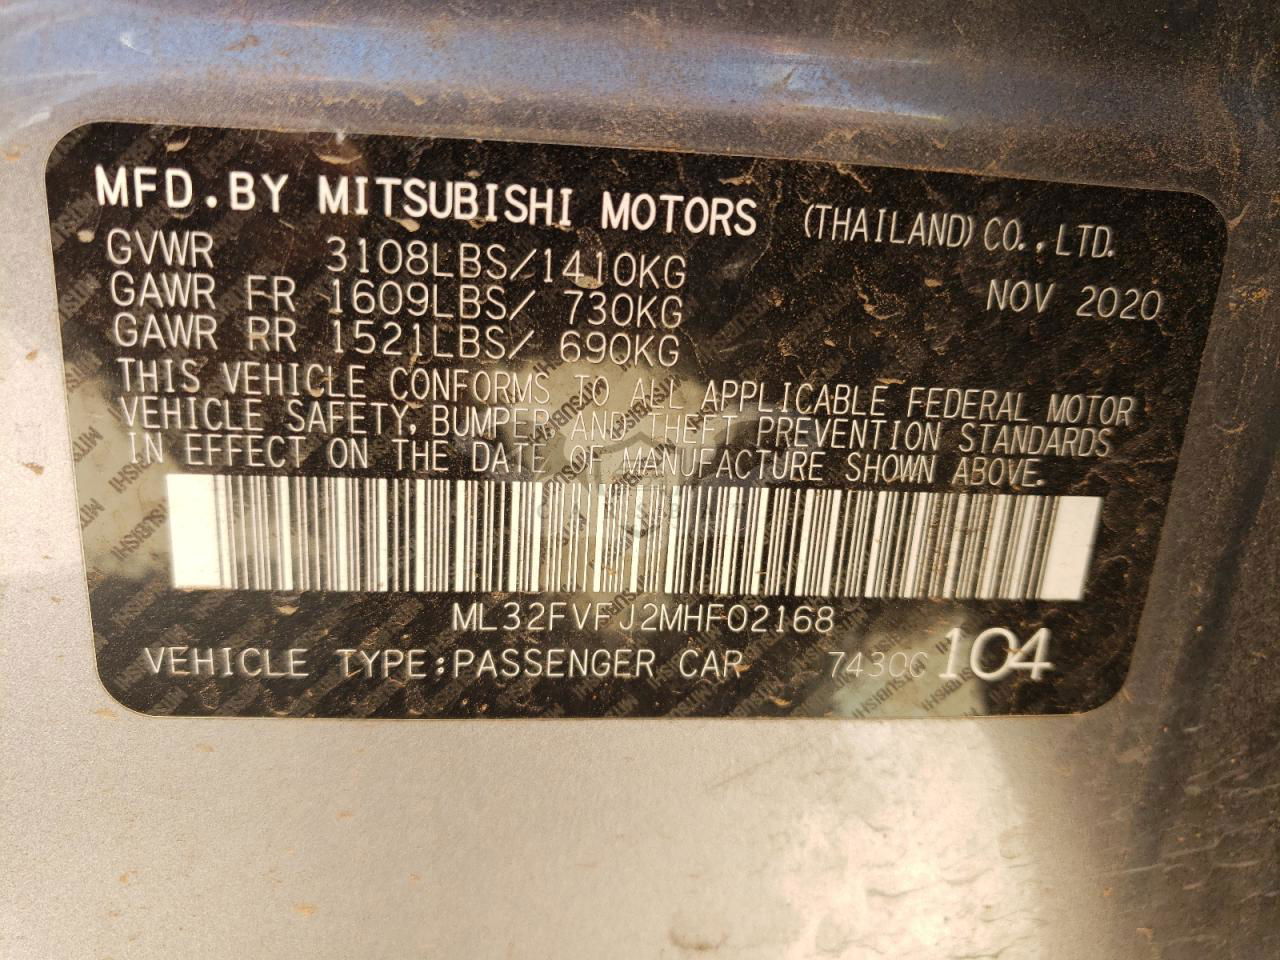 MFD.BY MITSUBISHI MOTORS (THAILAND) CO.,LTD.
GVWR 3108LBS/1410KG
NOV 2020
GAWR FR 1609LBS/ 730KG
GAWR RR 1521LBS/ 690KG
THIS VEHICLE CONFORMS TO ALL APPLICABLE FEDERAL MOTOR
VEHICLE SAFETY, BUMPER AND THEFT PREVENTION STANDARDS
IN EFFECT ON THE DATE OF MANUFACTURE SHOWN ABOVE.
ML32FVFJ2MHF02168
VEHICLE TYPE:PASSENGER CAR 104